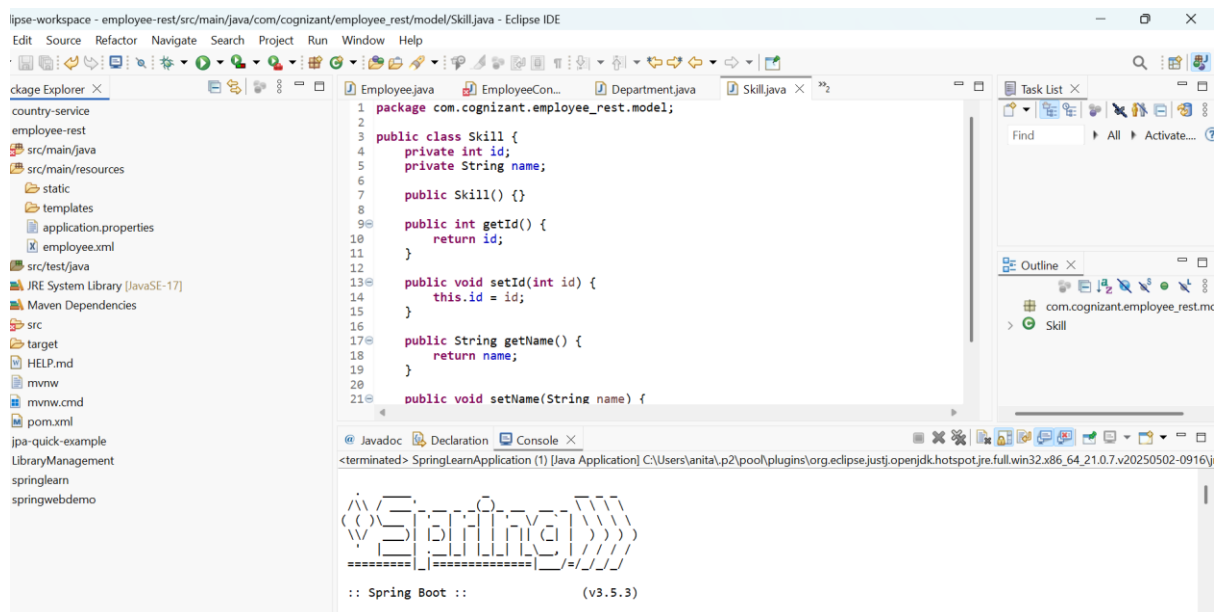 lipse-workspace - employee-rest/src/main/java/com/cognizant/employee_rest/model/Skill.java - Eclipse IDE
Edit Source Refactor Navigate Search Project Run Window Help
ckage Explorer
country-service
employee-rest
src/main/java
src/main/resources
static
templates
application.properties
employee.xml
src/test/java
JRE System Library [JavaSE-17]
Maven Dependencies
src
target
HELP.md
mvnw
mvnw.cmd
pom.xml
jpa-quick-example
LibraryManagement
springlearn
springwebdemo
Employee.java EmployeeCon... Department.java Skill.java »2
1 package com.cognizant.employee_rest.model;
2
3 public class Skill {
4 private int id;
5 private String name;
6
7 public Skill() {}
8
9 public int getId() {
10 return id;
11 }
12
13 public void setId(int id) {
14 this.id = id;
15 }
16
17 public String getName() {
18 return name;
19 }
20
21 public void setName(String name) {
Task List
Find All Activate....
Outline
com.cognizant.employee_rest.mo
Skill
@ Javadoc Declaration Console
<terminated> SpringLearnApplication (1) [Java Application] C:\Users\anita\.p2\pool\plugins\org.eclipse.justj.openjdk.hotspot.jre.full.win32.x86_64_21.0.7.v20250502-0916\j
Spring
:: Spring Boot :: (v3.5.3)